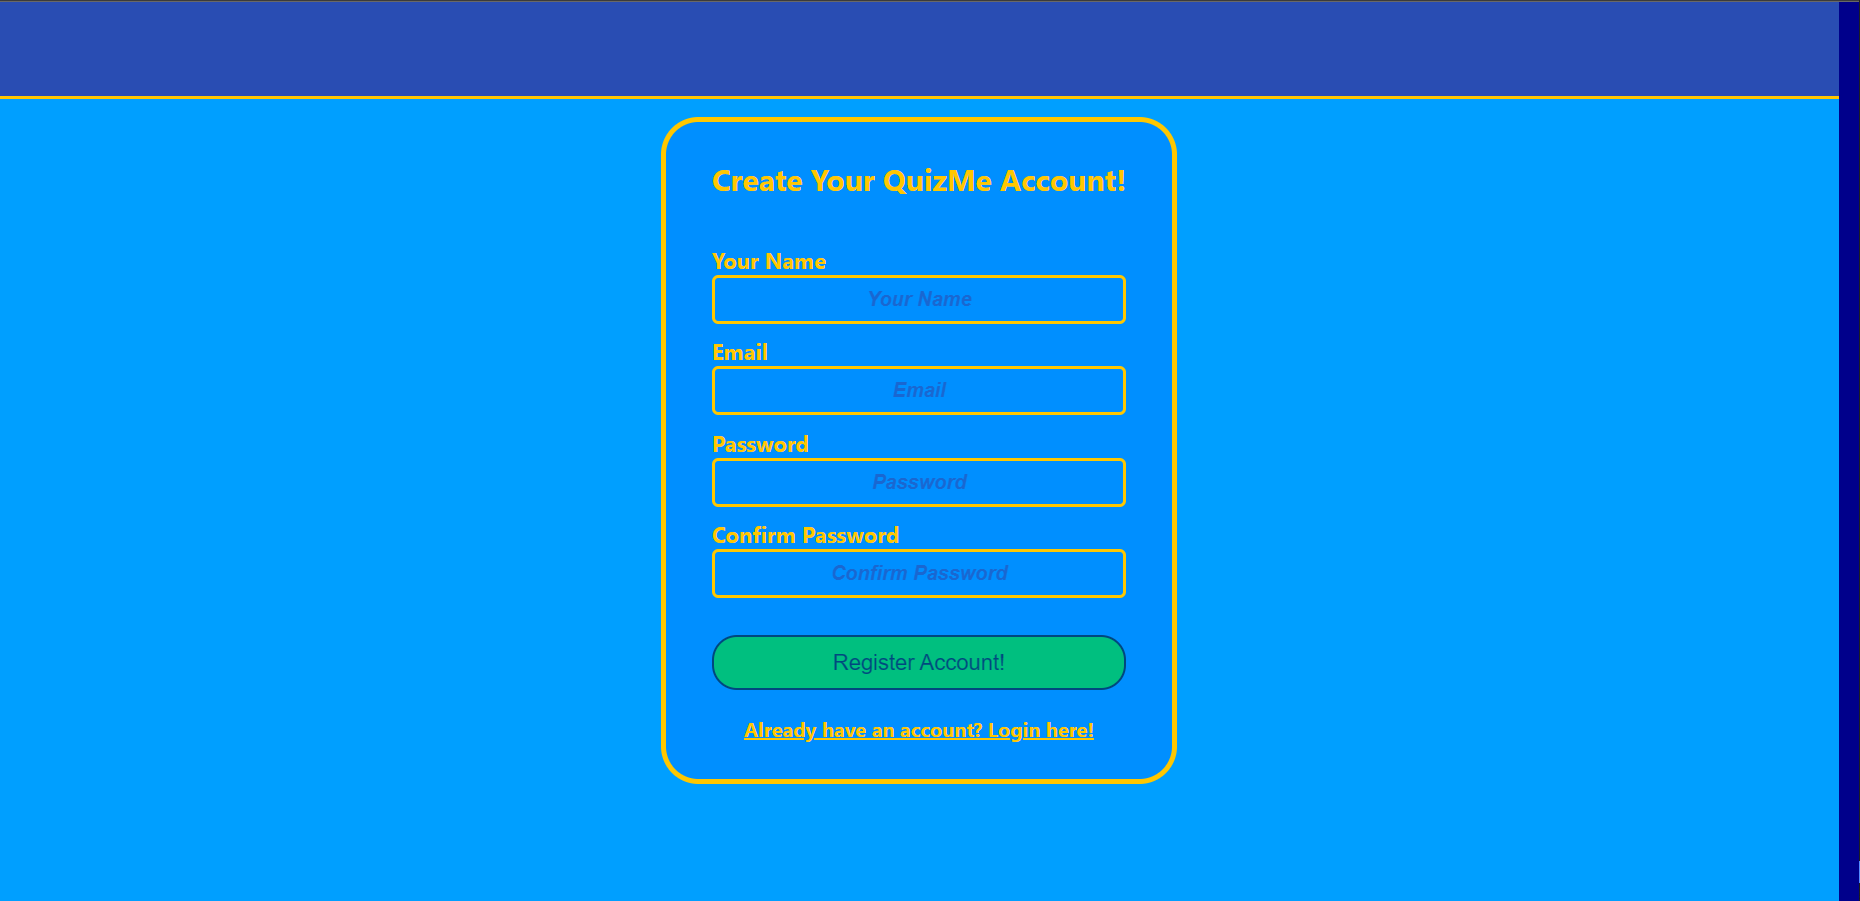 Create Your QuizMe Account!
Your Name
Your Name
Email
Email
Password
Password
Confirm Password
Confirm Password
Register Account!
Already have an account? Login here!